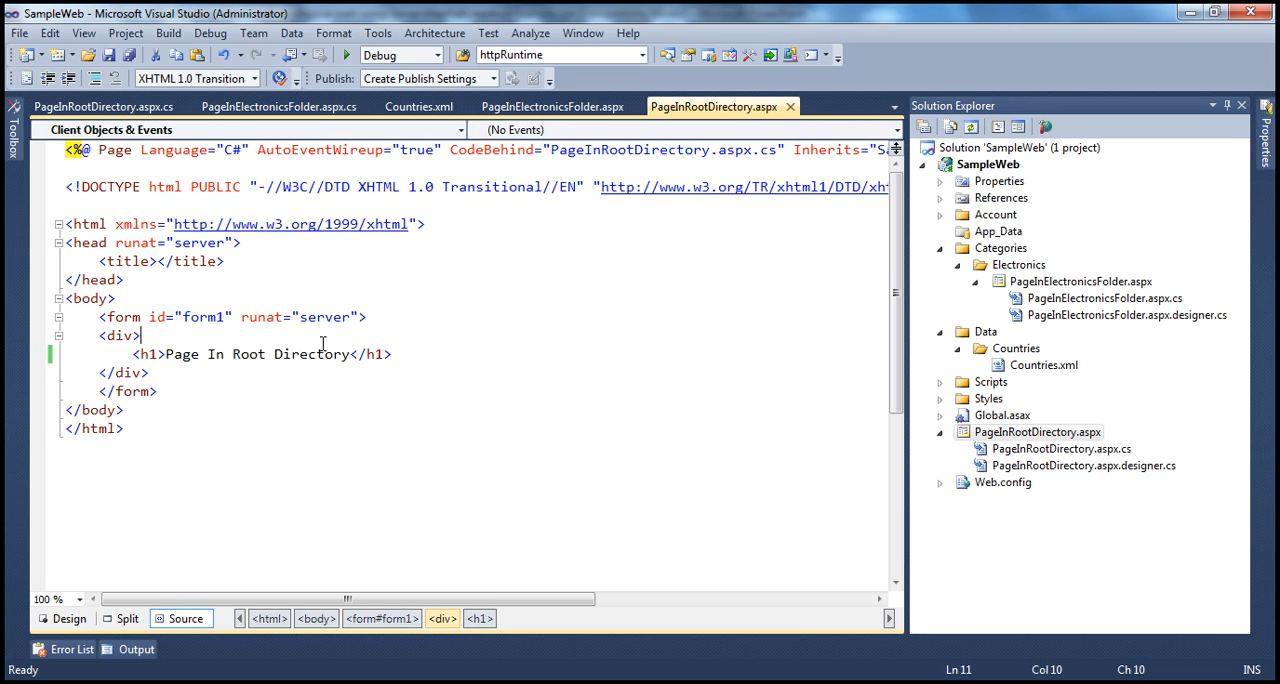 SampleWeb - Microsoft Visual Studio (Administrator)
File Edit View Project Build Debug Team Data Format Tools Architecture Test Analyze Window Help
Debug httpRuntime
XHTML 1.0 Transition Publish: Create Publish Settings
PageInRootDirectory.aspx.cs PageInElectronicsFolder.aspx.cs Countries.xml PageInElectronicsFolder.aspx PageInRootDirectory.aspx
Client Objects & Events (No Events)
<%@ Page Language="C#" AutoEventWireup="true" CodeBehind="PageInRootDirectory.aspx.cs" Inherits="Sa
<!DOCTYPE html PUBLIC "-//W3C//DTD XHTML 1.0 Transitional//EN" "http://www.w3.org/TR/xhtml1/DTD/xht
<html xmlns="http://www.w3.org/1999/xhtml">
<head runat="server">
<title></title>
</head>
<body>
<form id="form1" runat="server">
<div>
<h1>Page In Root Directory</h1>
</div>
</form>
</body>
</html>
100 %
Design Split Source <html> <body> <form#form1> <div> <h1>
Error List Output
Ready Ln 11 Col 10 Ch 10 INS
Toolbox
Solution Explorer
Solution 'SampleWeb' (1 project)
SampleWeb
Properties
References
Account
App_Data
Categories
Electronics
PageInElectronicsFolder.aspx
PageInElectronicsFolder.aspx.cs
PageInElectronicsFolder.aspx.designer.cs
Data
Countries
Countries.xml
Scripts
Styles
Global.asax
PageInRootDirectory.aspx
PageInRootDirectory.aspx.cs
PageInRootDirectory.aspx.designer.cs
Web.config
Properties